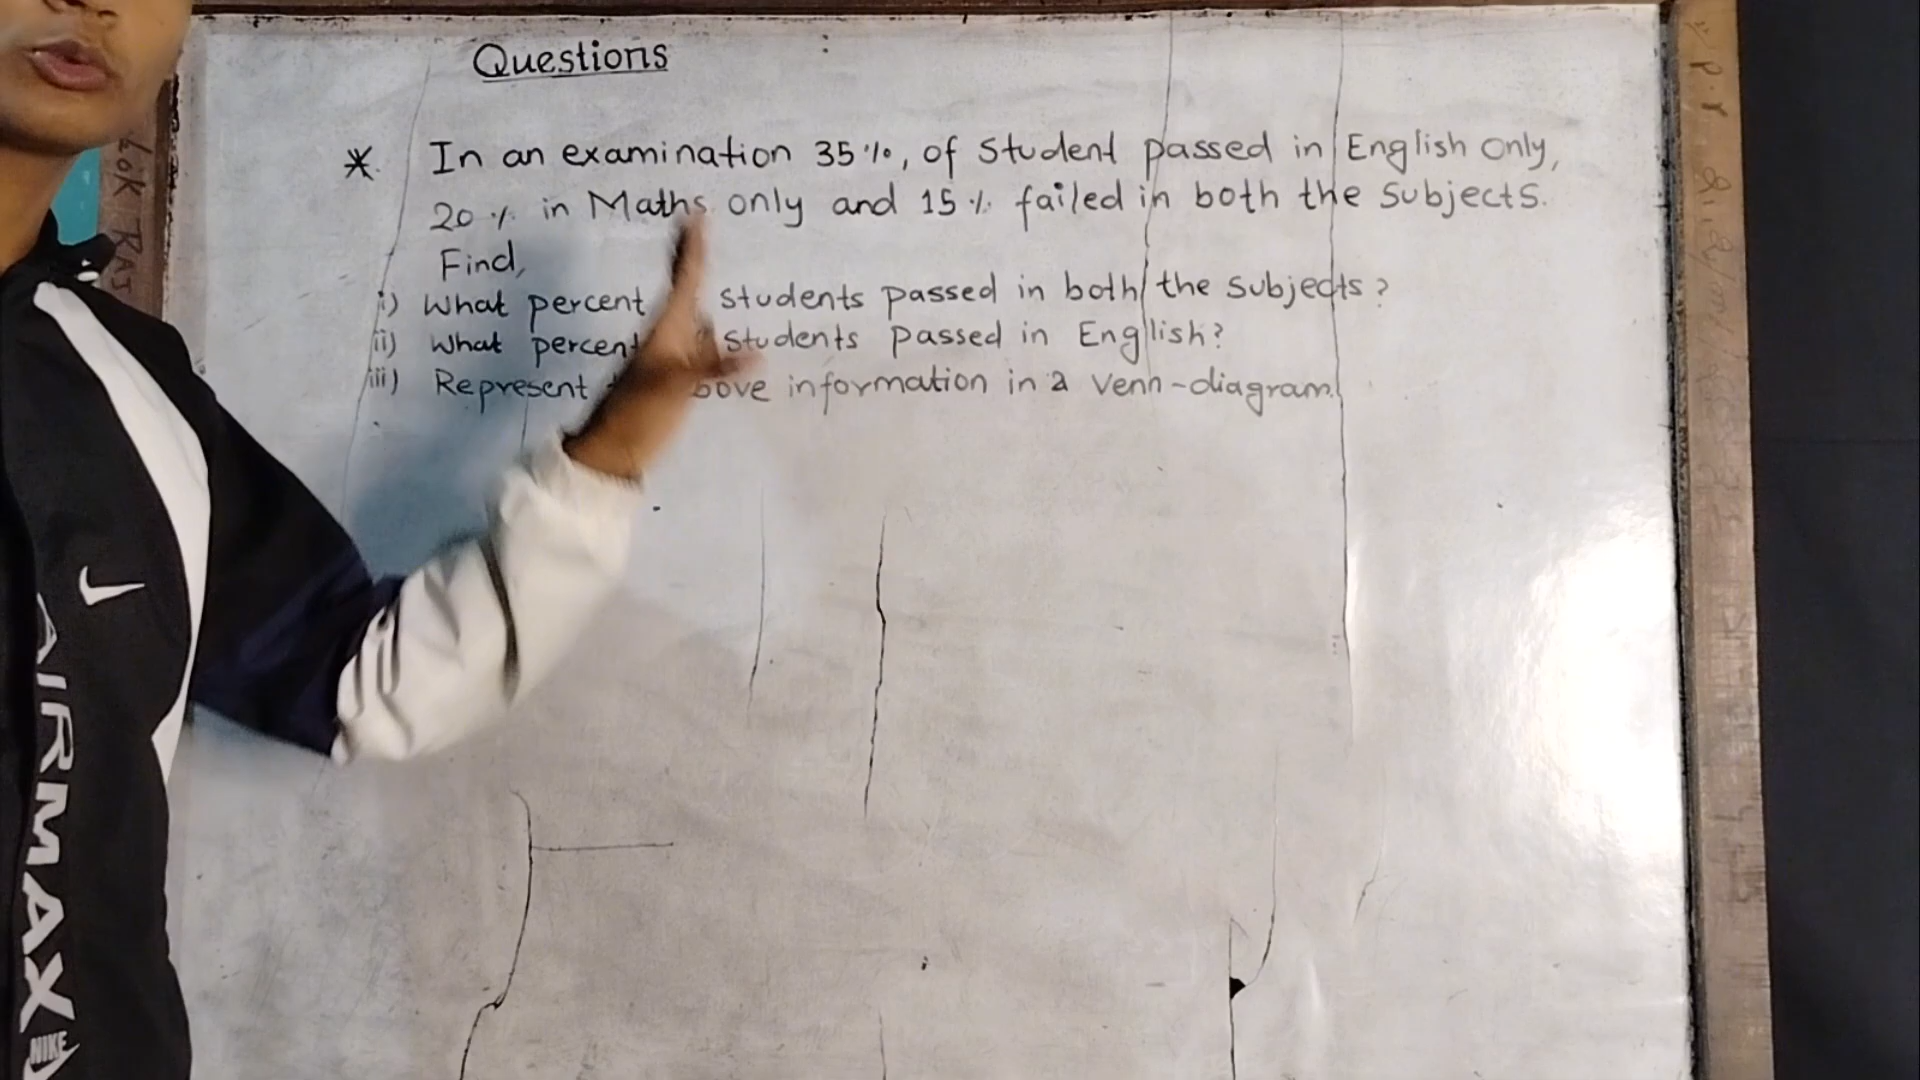 Questions
* In an examination 35%, of Student passed in English only,
20% in Maths only and 15% failed in both the Subjects.
Find,
i) What percent students passed in both the Subjects?
ii) What percent students passed in English?
iii) Represent information in a Venn-diagram.
LOK RAJ
AIRMAX
NIKE